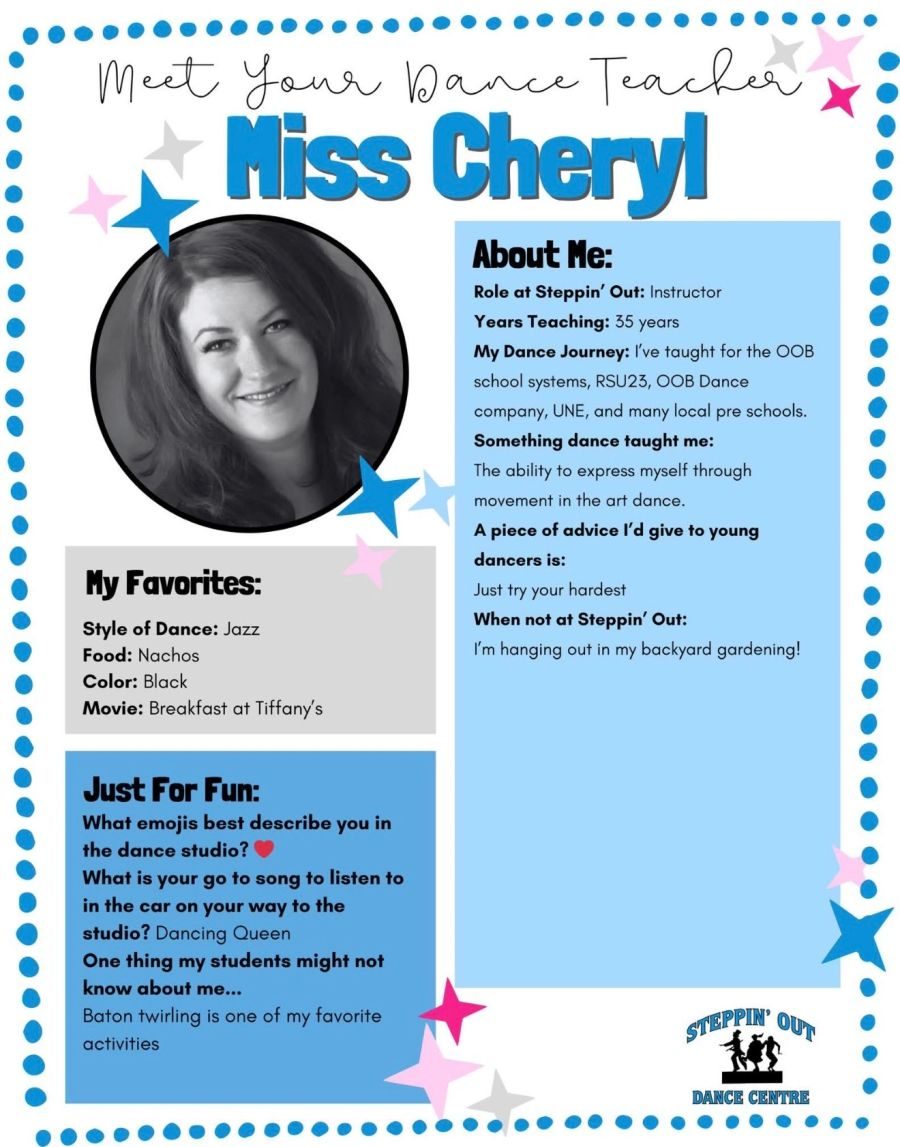 Meet Your Dance Teacher
Miss Cheryl
About Me:
Role at Steppin' Out: Instructor
Years Teaching: 35 years
My Dance Journey: I've taught for the OOB
school systems, RSU23, OOB Dance
company, UNE, and many local pre schools.
Something dance taught me:
The ability to express myself through
movement in the art dance.
A piece of advice I'd give to young
dancers is:
Just try your hardest
When not at Steppin' Out:
I'm hanging out in my backyard gardening!
My Favorites:
Style of Dance: Jazz
Food: Nachos
Color: Black
Movie: Breakfast at Tiffany's
Just For Fun:
What emojis best describe you in
the dance studio? ❤️
What is your go to song to listen to
in the car on your way to the
studio? Dancing Queen
One thing my students might not
know about me...
Baton twirling is one of my favorite
activities
STEPPIN' OUT
DANCE CENTRE